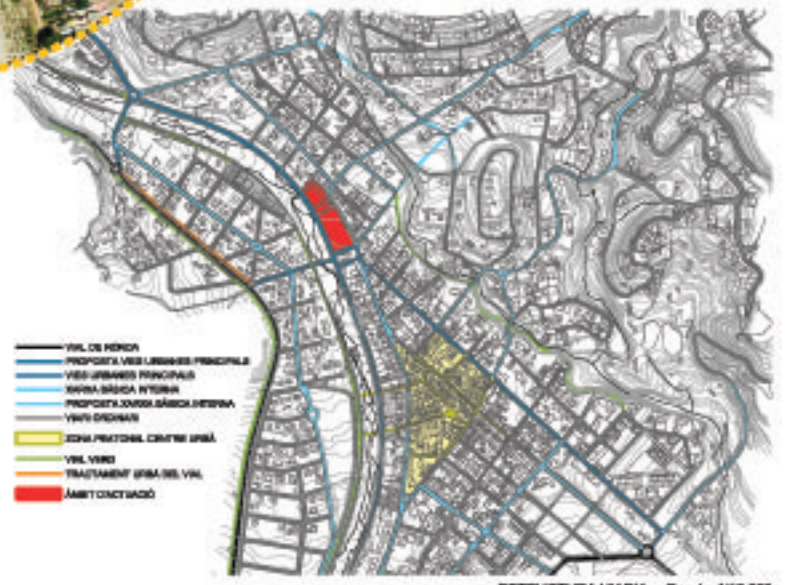 VIAL DE RONDA
PROPOSTA VIES URBANES PRINCIPALS
VIES URBANES PRINCIPALS
XARXA BÀSICA INTERNA
PROPOSTA XARXA BÀSICA INTERNA
VIARI ORDINARI
ZONA PEATONAL CENTRE URBÀ
VIAL VERD
TRACTAMENT URBÀ DEL VIAL
ÀMBIT D'ACTUACIÓ